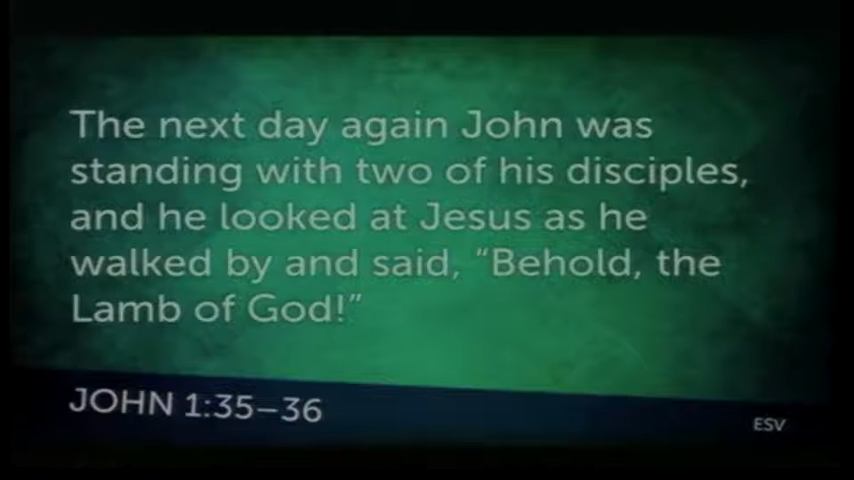 The next day again John was
standing with two of his disciples,
and he looked at Jesus as he
walked by and said, “Behold, the
Lamb of God!”
JOHN 1:35–36
ESV